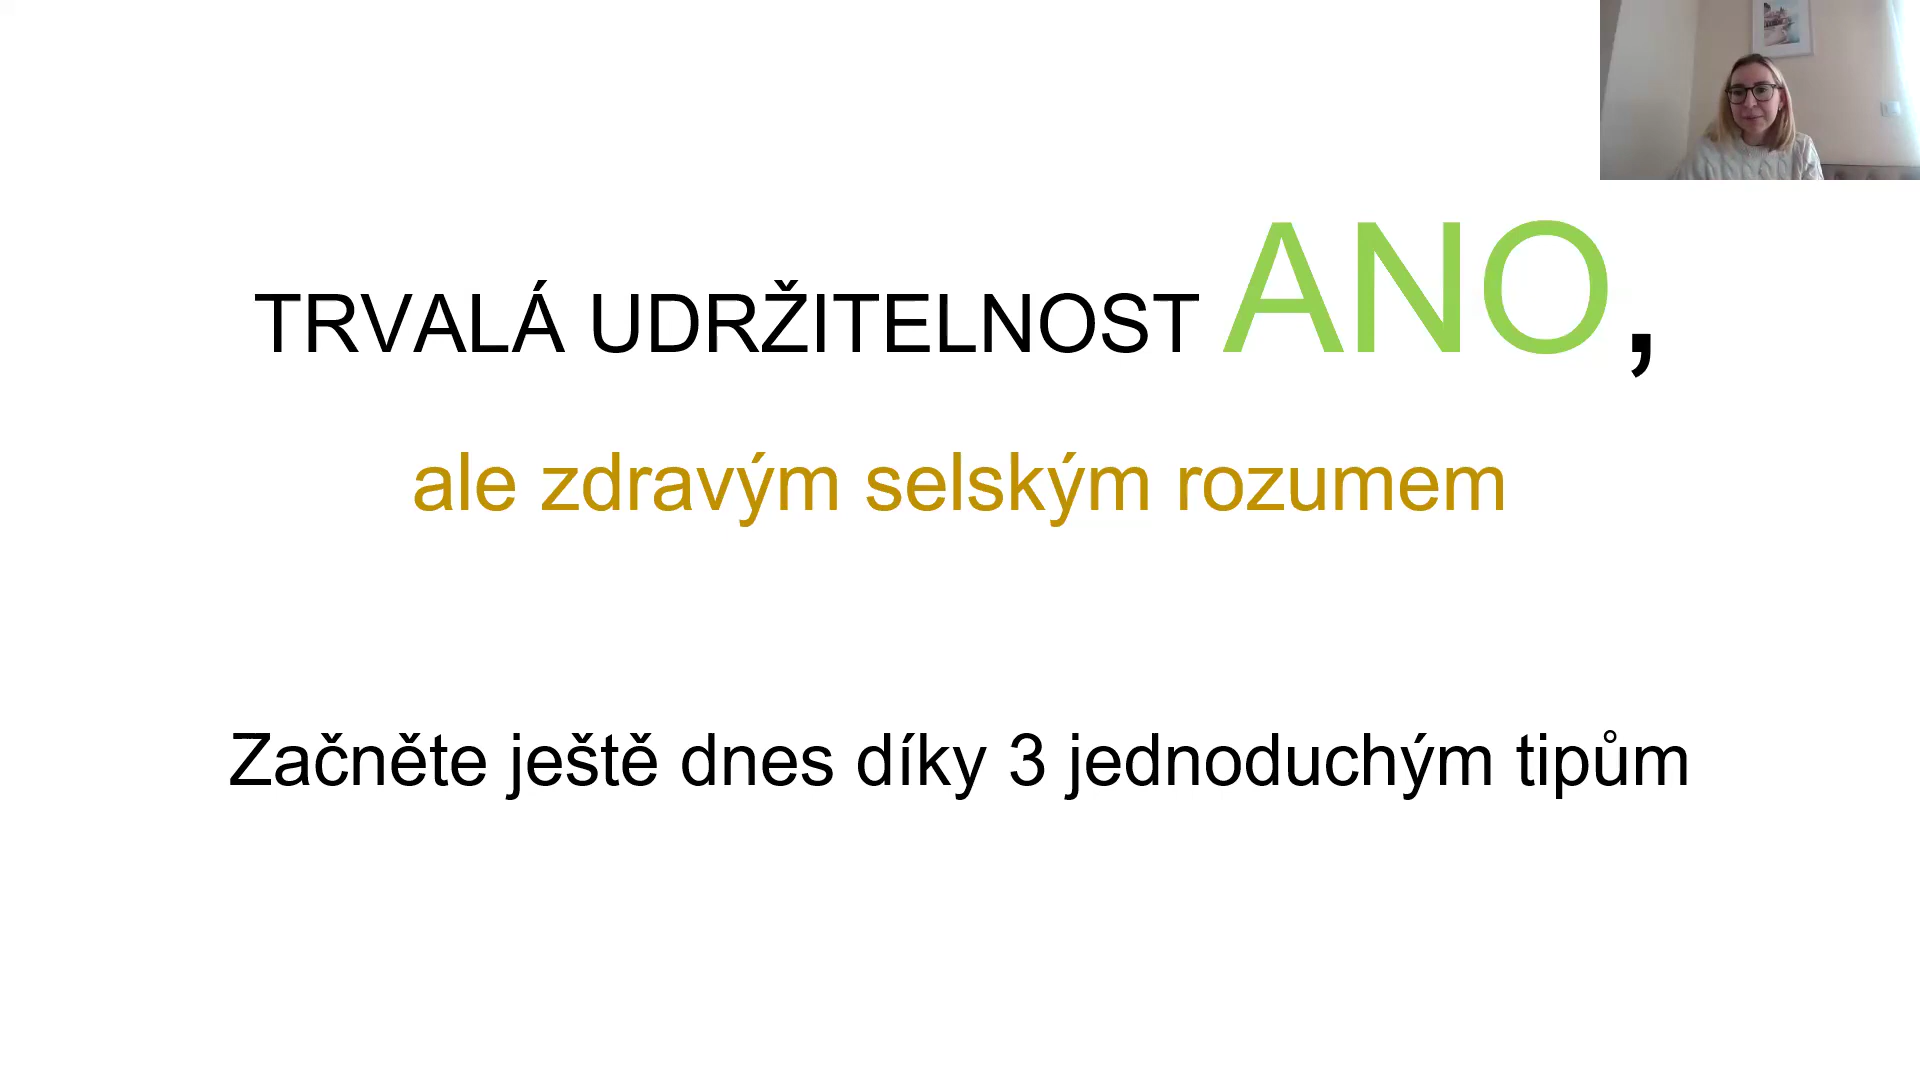 TRVALÁ UDRŽITELNOST ANO,
ale zdravým selským rozumem
Začněte ještě dnes díky 3 jednoduchým tipům